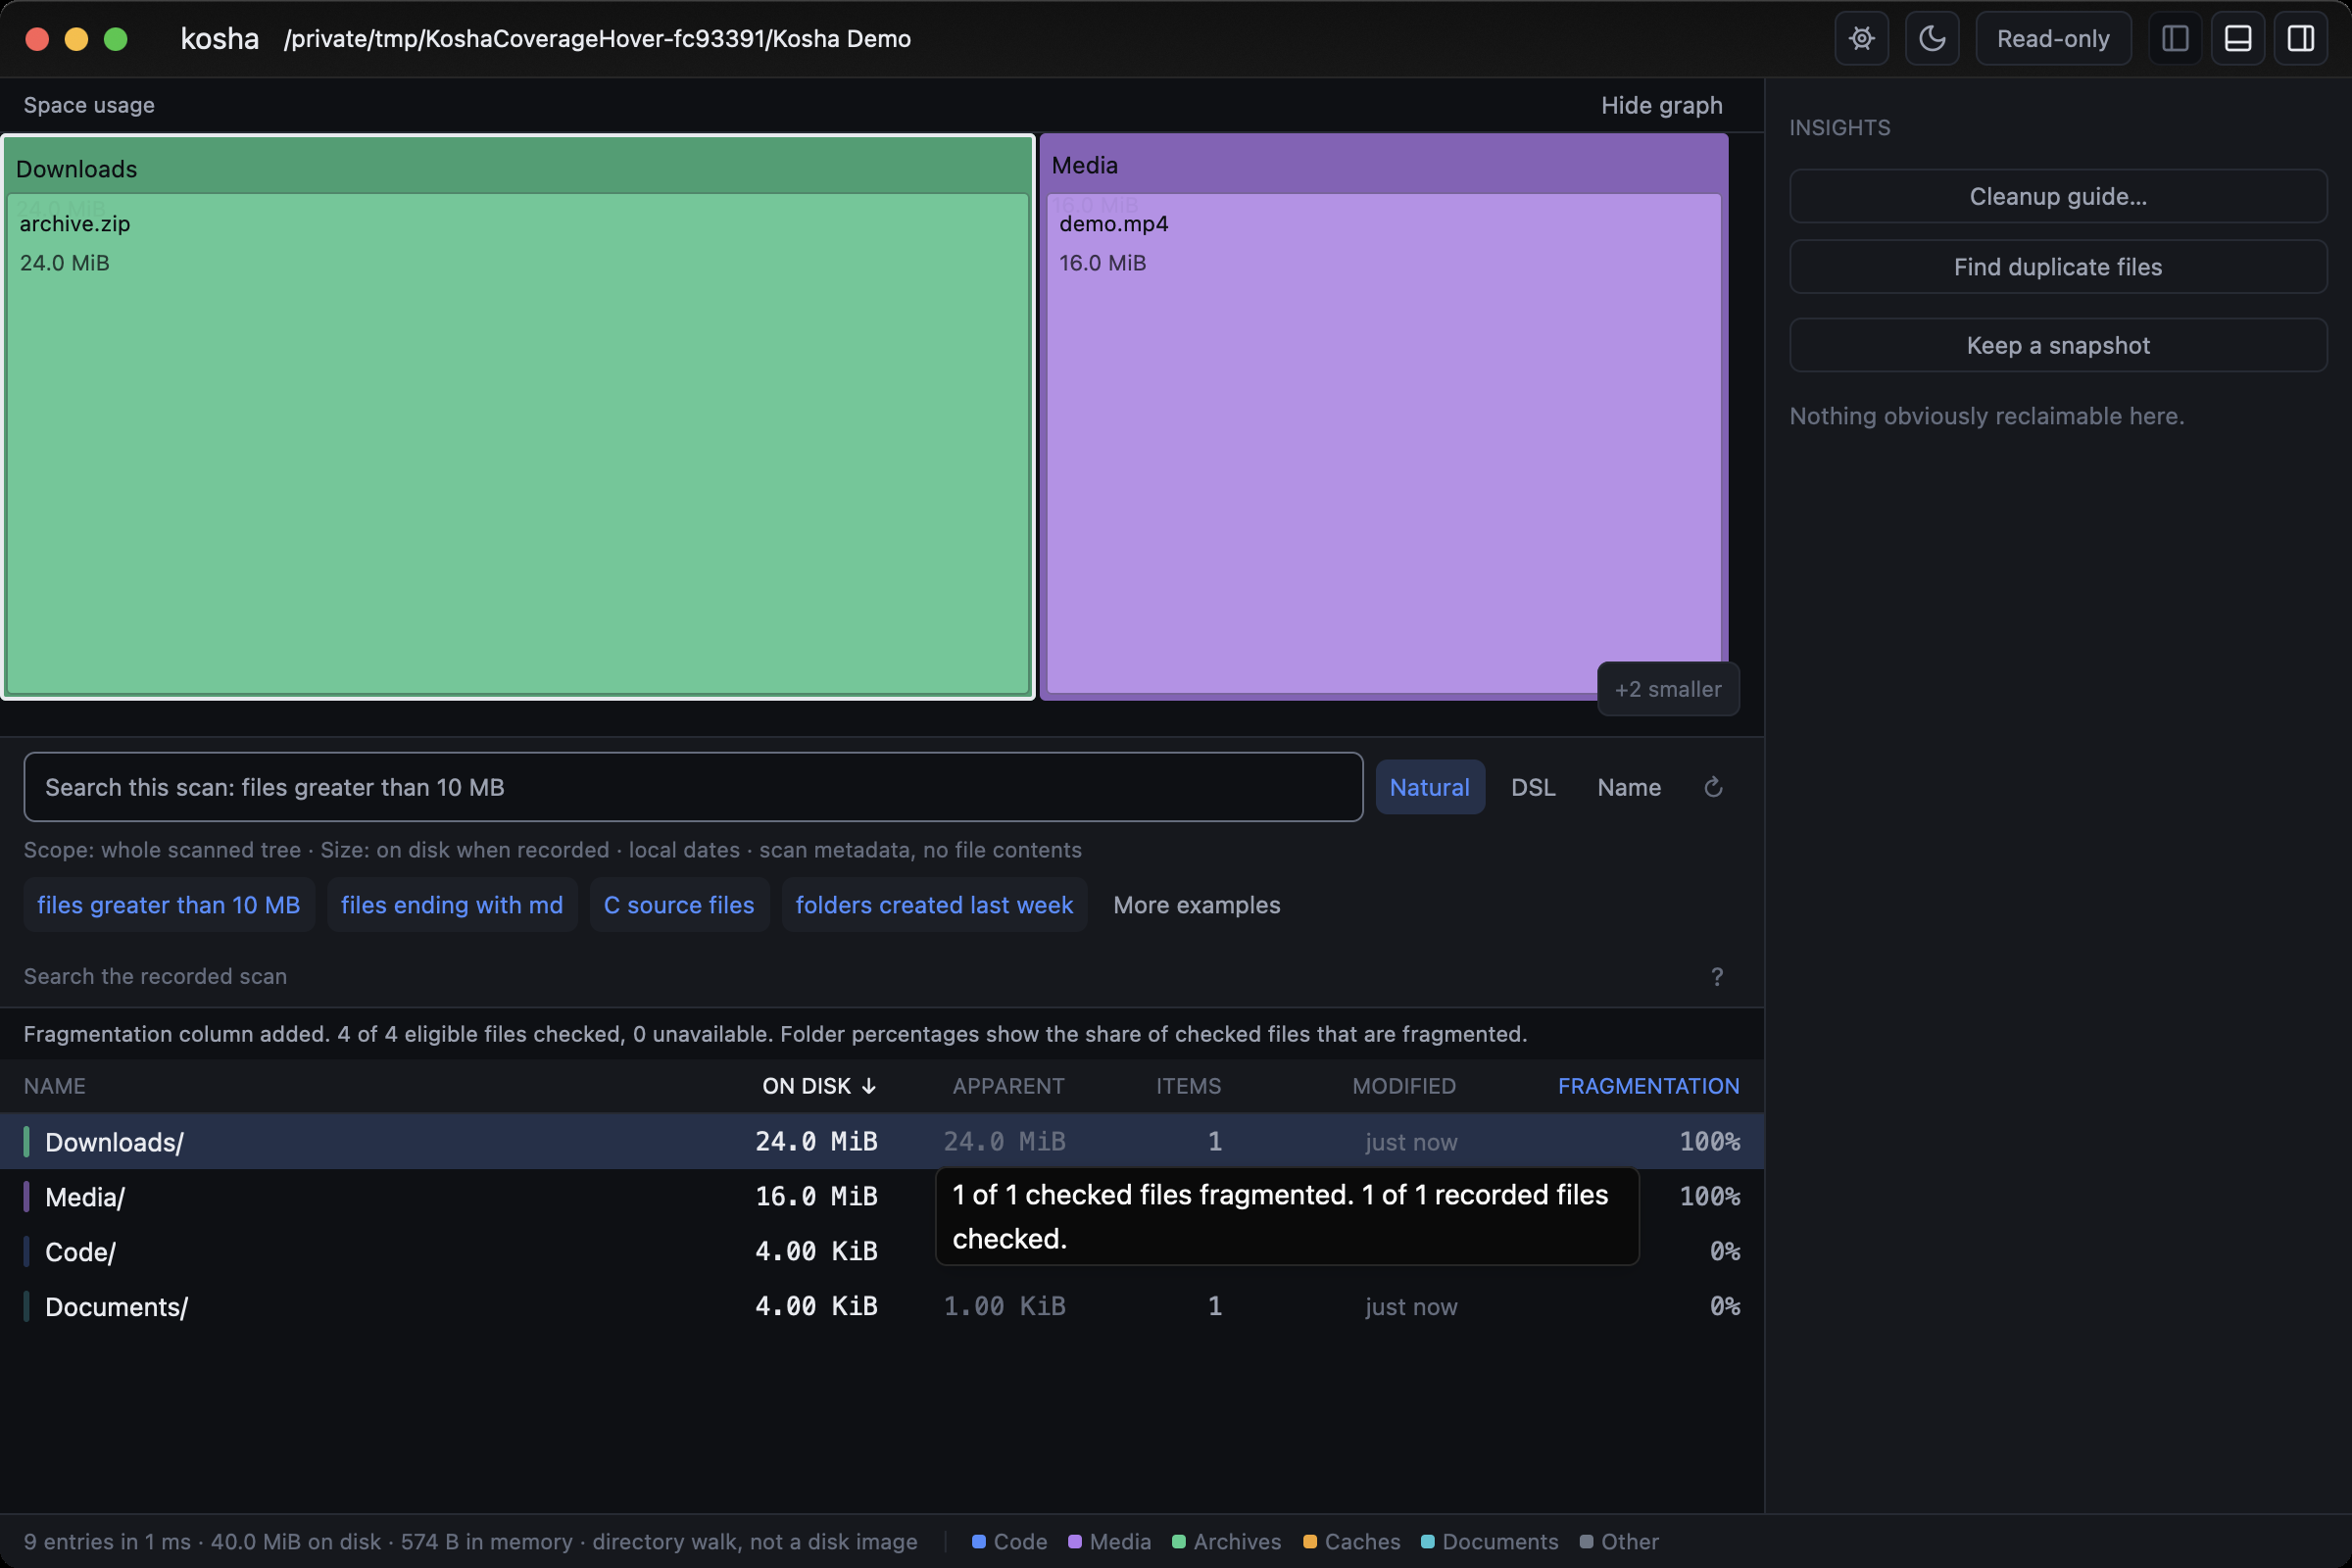 kosha /private/tmp/KoshaCoverageHover-fc93391/Kosha Demo
Read-only
Space usage
Hide graph
Downloads
24.0 MiB
archive.zip
24.0 MiB
Media
16.0 MiB
demo.mp4
16.0 MiB
+2 smaller
Search this scan: files greater than 10 MB
Natural DSL Name
Scope: whole scanned tree · Size: on disk when recorded · local dates · scan metadata, no file contents
files greater than 10 MB files ending with md C source files folders created last week More examples
Search the recorded scan ?
Fragmentation column added. 4 of 4 eligible files checked, 0 unavailable. Folder percentages show the share of checked files that are fragmented.
NAME ON DISK ↓ APPARENT ITEMS MODIFIED FRAGMENTATION
Downloads/ 24.0 MiB 24.0 MiB 1 just now 100%
Media/ 16.0 MiB 100%
1 of 1 checked files fragmented. 1 of 1 recorded files
checked.
Code/ 4.00 KiB 0%
Documents/ 4.00 KiB 1.00 KiB 1 just now 0%
INSIGHTS
Cleanup guide...
Find duplicate files
Keep a snapshot
Nothing obviously reclaimable here.
9 entries in 1 ms · 40.0 MiB on disk · 574 B in memory · directory walk, not a disk image
Code Media Archives Caches Documents Other